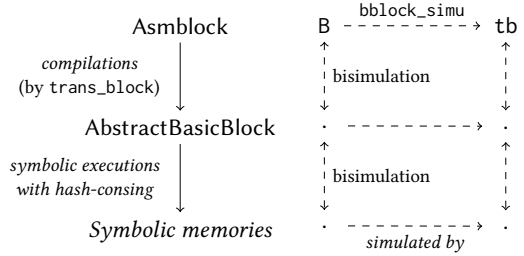 bblock_simu
Asmblock B tb
compilations
(by trans_block)
bisimulation
AbstractBasicBlock · · 
symbolic executions
with hash-consing
bisimulation
Symbolic memories · ·
simulated by